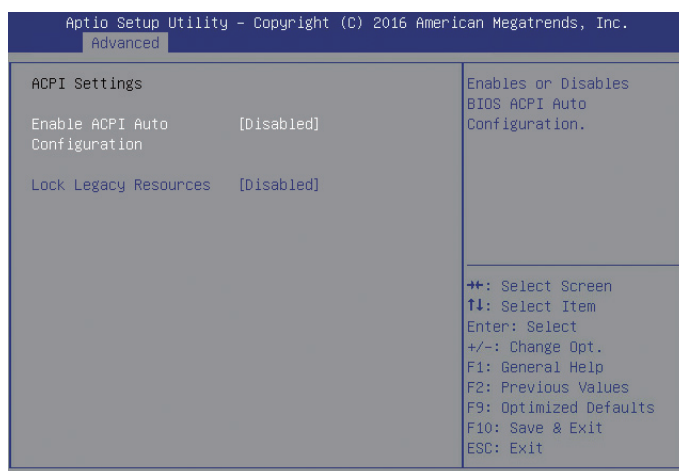 Aptio Setup Utility – Copyright (C) 2016 American Megatrends, Inc.
Advanced
ACPI Settings
Enable ACPI Auto Configuration [Disabled]
Lock Legacy Resources [Disabled]
Enables or Disables
BIOS ACPI Auto
Configuration.
→←: Select Screen
↑↓: Select Item
Enter: Select
+/-: Change Opt.
F1: General Help
F2: Previous Values
F9: Optimized Defaults
F10: Save & Exit
ESC: Exit